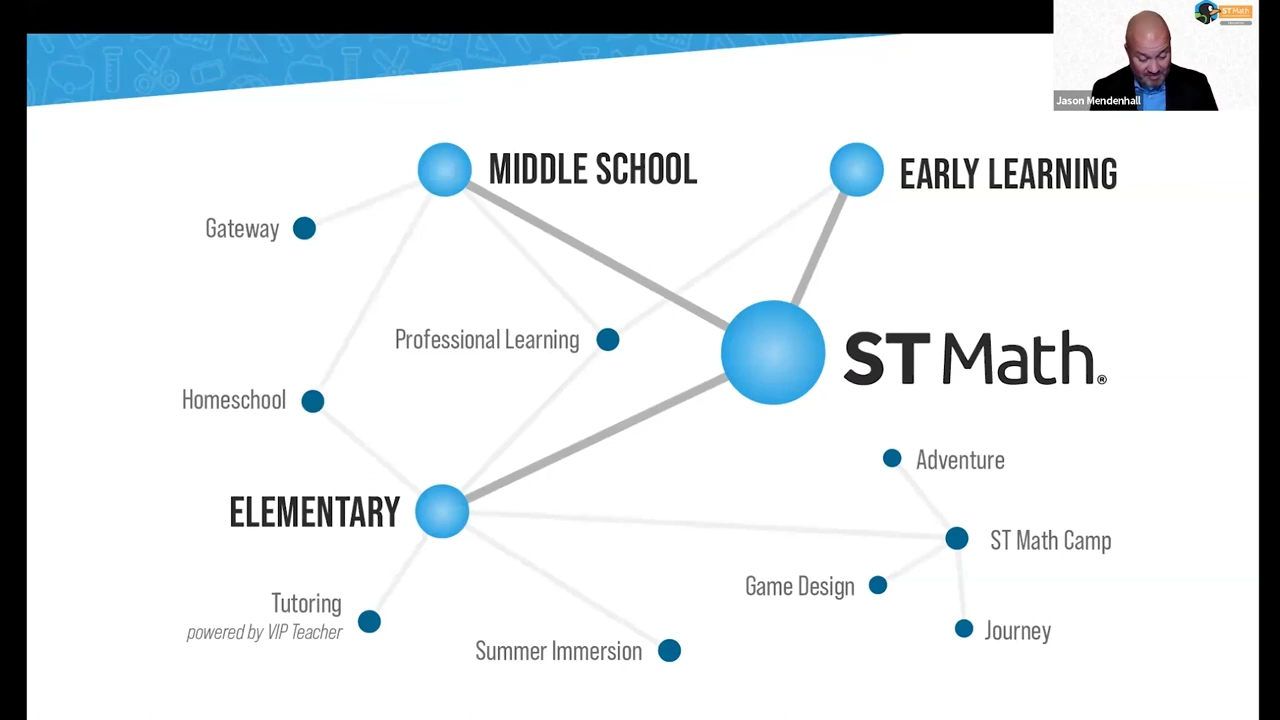 STMath
Jason Mendenhall
MIDDLE SCHOOL
EARLY LEARNING
Gateway
Professional Learning
ST Math®
Homeschool
Adventure
ELEMENTARY
ST Math Camp
Game Design
Tutoring
powered by VIP Teacher
Journey
Summer Immersion